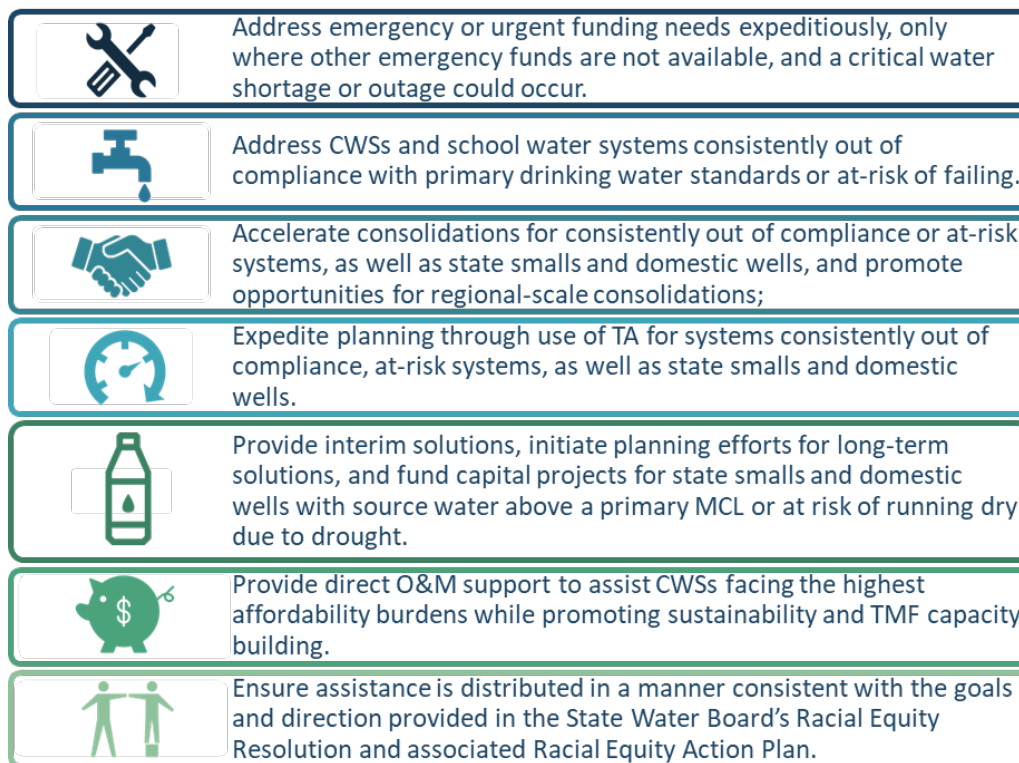 Address emergency or urgent funding needs expeditiously, only
where other emergency funds are not available, and a critical water
shortage or outage could occur.
Address CWSs and school water systems consistently out of
compliance with primary drinking water standards or at-risk of failing.
Accelerate consolidations for consistently out of compliance or at-risk
systems, as well as state smalls and domestic wells, and promote
opportunities for regional-scale consolidations;
Expedite planning through use of TA for systems consistently out of
compliance, at-risk systems, as well as state smalls and domestic
wells.
Provide interim solutions, initiate planning efforts for long-term
solutions, and fund capital projects for state smalls and domestic
wells with source water above a primary MCL or at risk of running dry
due to drought.
$
Provide direct O&M support to assist CWSs facing the highest
affordability burdens while promoting sustainability and TMF capacity
building.
Ensure assistance is distributed in a manner consistent with the goals
and direction provided in the State Water Board’s Racial Equity
Resolution and associated Racial Equity Action Plan.